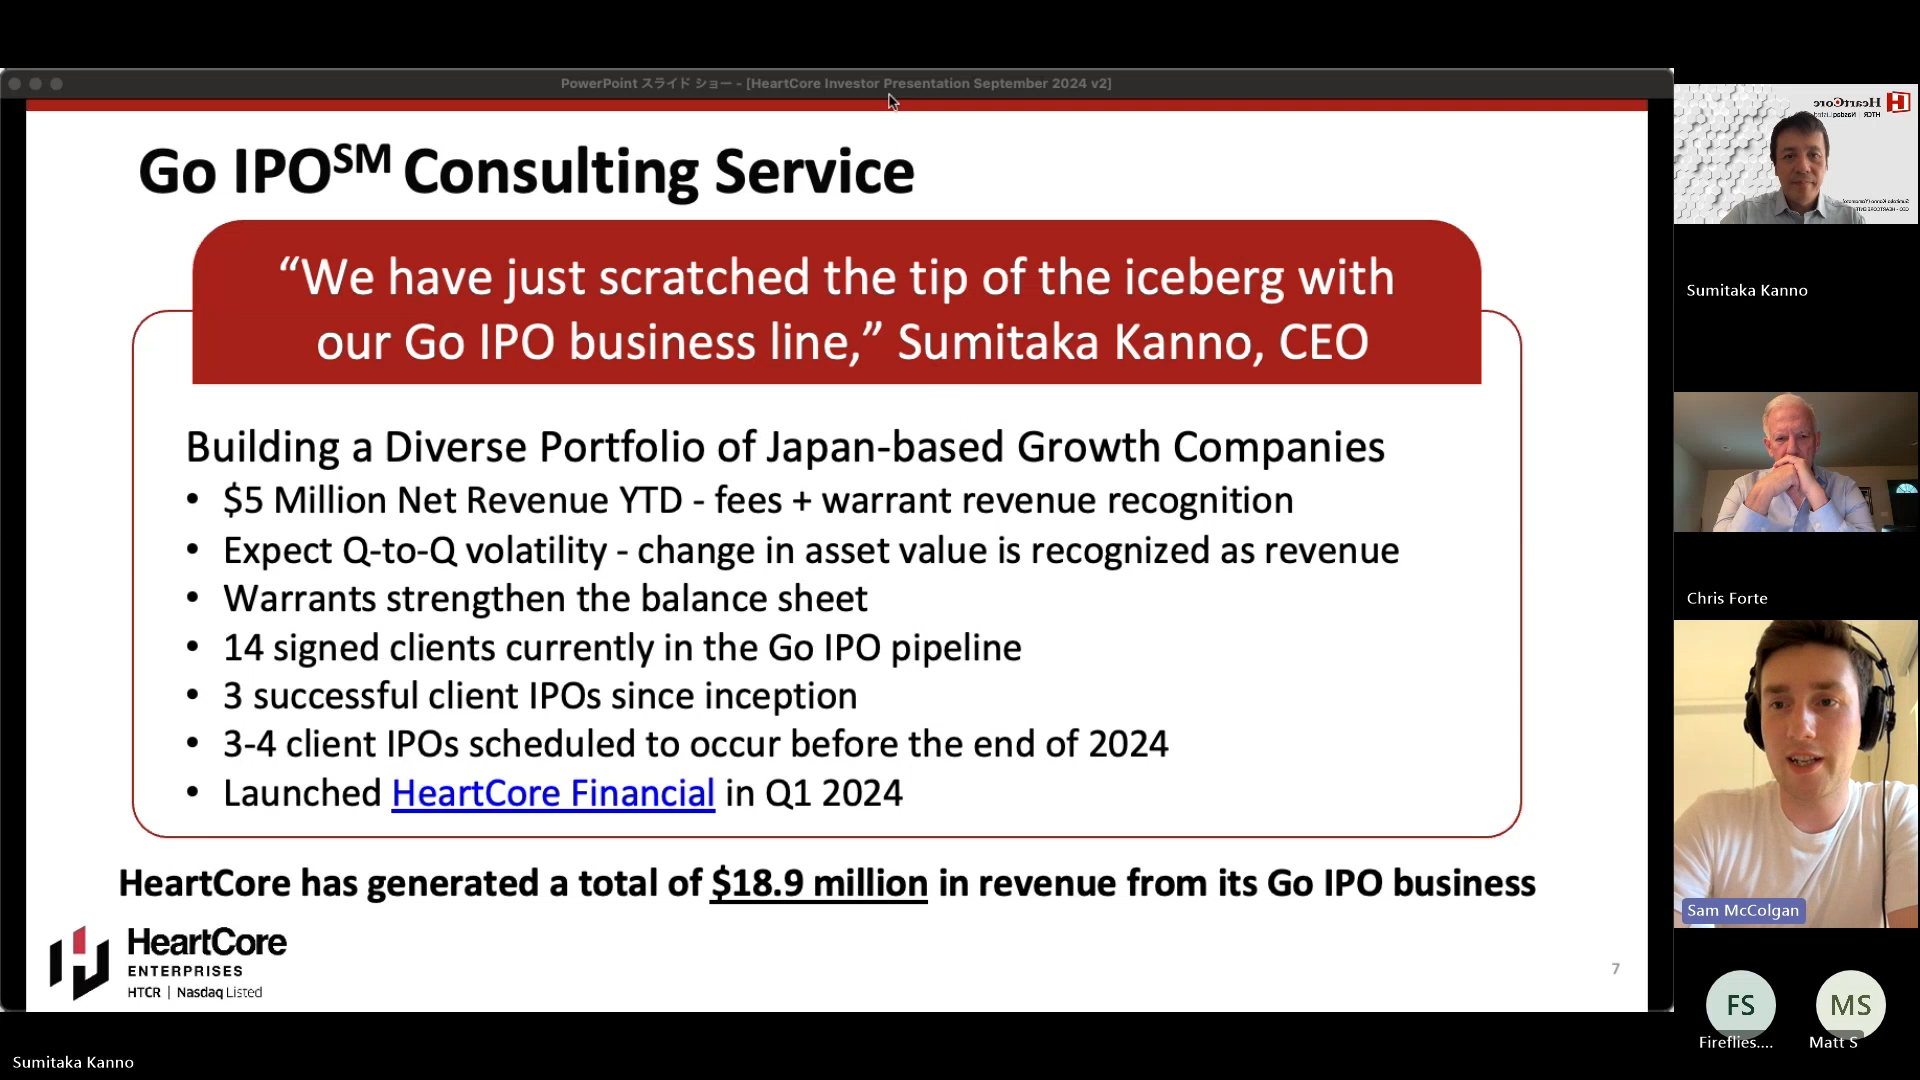 PowerPoint スライド ショー - [HeartCore Investor Presentation September 2024 v2]
Go IPOSM Consulting Service
“We have just scratched the tip of the iceberg with
our Go IPO business line,” Sumitaka Kanno, CEO
Building a Diverse Portfolio of Japan-based Growth Companies
• $5 Million Net Revenue YTD - fees + warrant revenue recognition
• Expect Q-to-Q volatility - change in asset value is recognized as revenue
• Warrants strengthen the balance sheet
• 14 signed clients currently in the Go IPO pipeline
• 3 successful client IPOs since inception
• 3-4 client IPOs scheduled to occur before the end of 2024
• Launched HeartCore Financial in Q1 2024
HeartCore has generated a total of $18.9 million in revenue from its Go IPO business
HeartCore
ENTERPRISES
HTCR | Nasdaq Listed
7
HeartCore
HTCR | Nasdaq Listed
Sumitaka Kanno
Chris Forte
Sam McColgan
FS
MS
Fireflies....
Matt S
Sumitaka Kanno